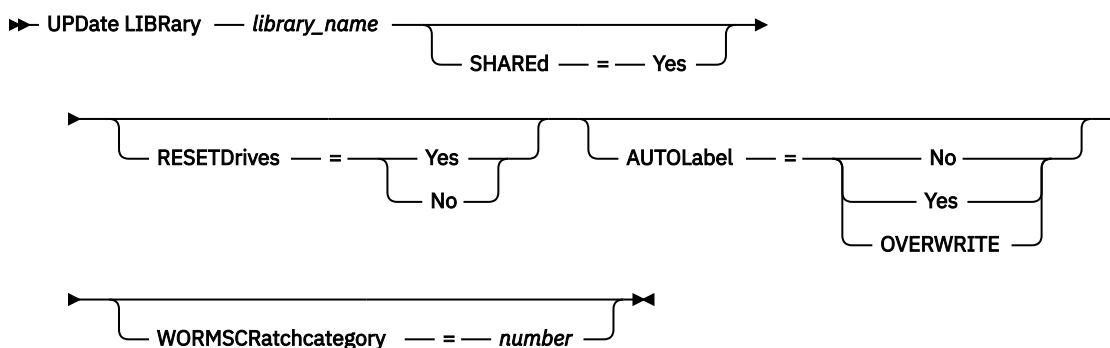 UPDate LIBRary — library_name
SHAREd — = — Yes
RESETDrives — = — Yes
No
AUTOLabel — = — No
Yes
OVERWRITE
WORMSCRatchcategory — = — number